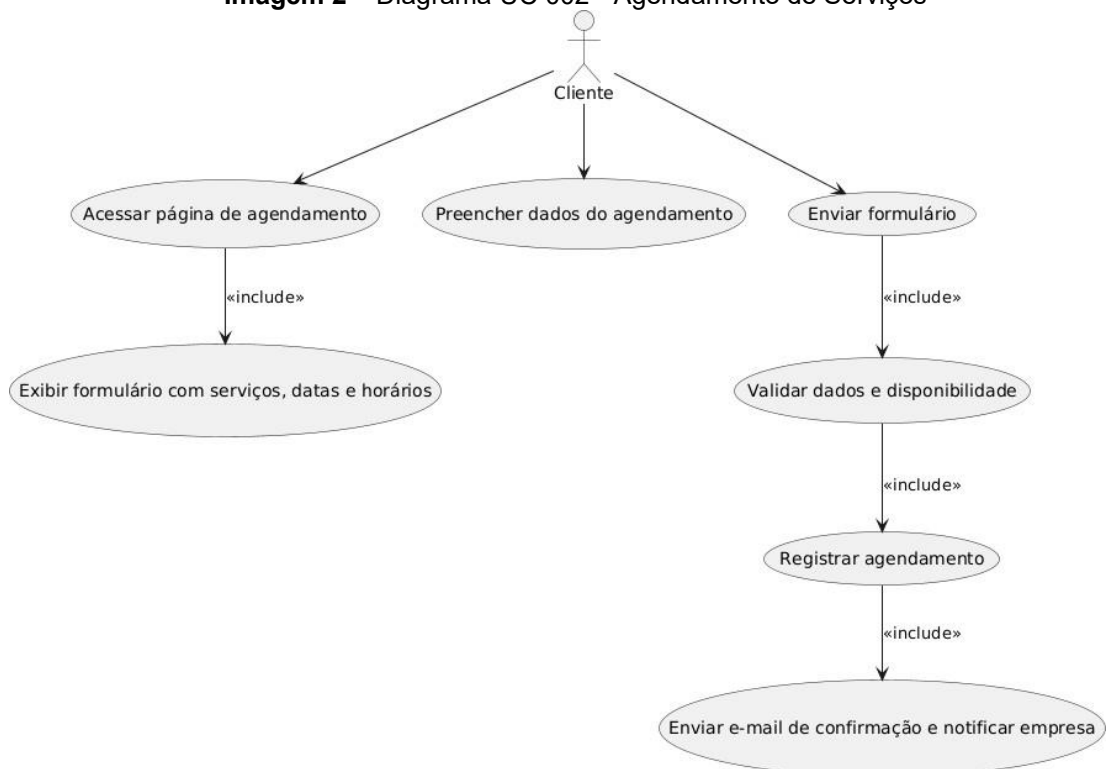 Imagem 2 – Diagrama UC 002 - Agendamento de Serviços
Cliente
Acessar página de agendamento
Preencher dados do agendamento
Enviar formulário
«include»
«include»
Exibir formulário com serviços, datas e horários
Validar dados e disponibilidade
«include»
Registrar agendamento
«include»
Enviar e-mail de confirmação e notificar empresa